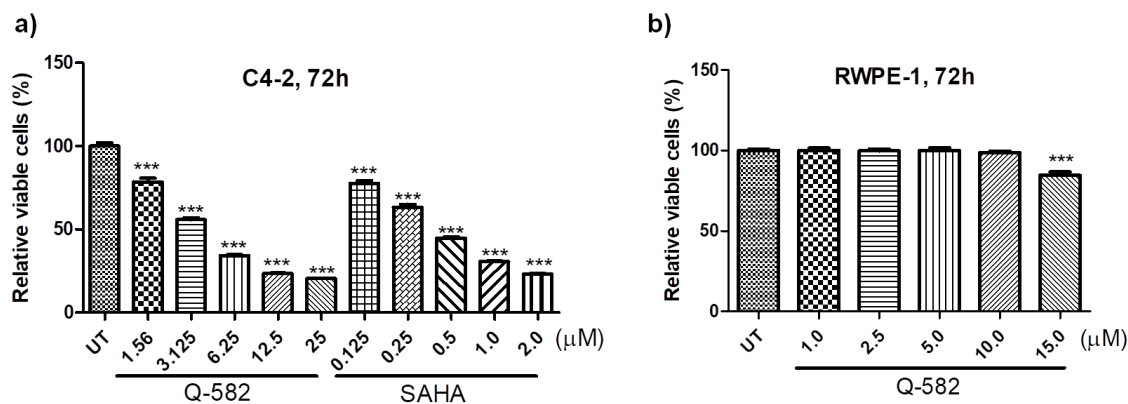 a)
C4-2, 72h
Relative viable cells (%)
150
100
50
0
***
***
***
***
***
***
***
***
***
***
UT
1.56
3.125
6.25
12.5
25
0.125
0.25
0.5
1.0
2.0
(μM)
Q-582
SAHA
b)
RWPE-1, 72h
Relative viable cells (%)
150
100
50
0
***
UT
1.0
2.5
5.0
10.0
15.0
(μM)
Q-582